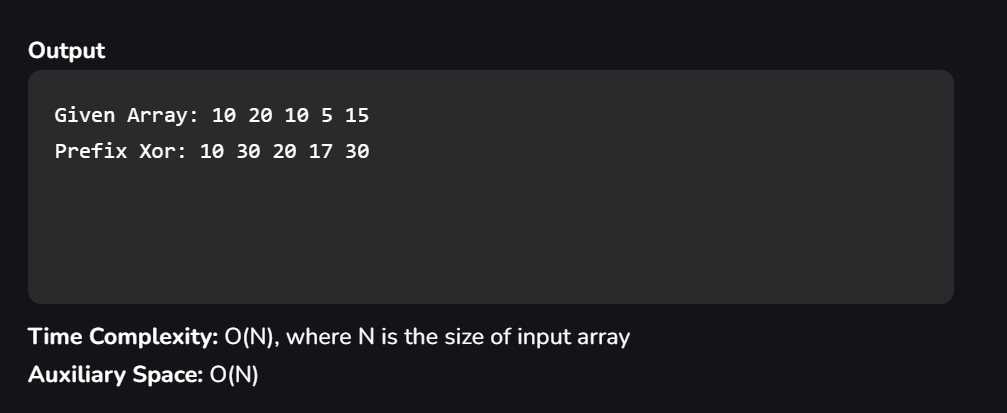 Output
Given Array: 10 20 10 5 15
Prefix Xor: 10 30 20 17 30
Time Complexity: O(N), where N is the size of input array
Auxiliary Space: O(N)